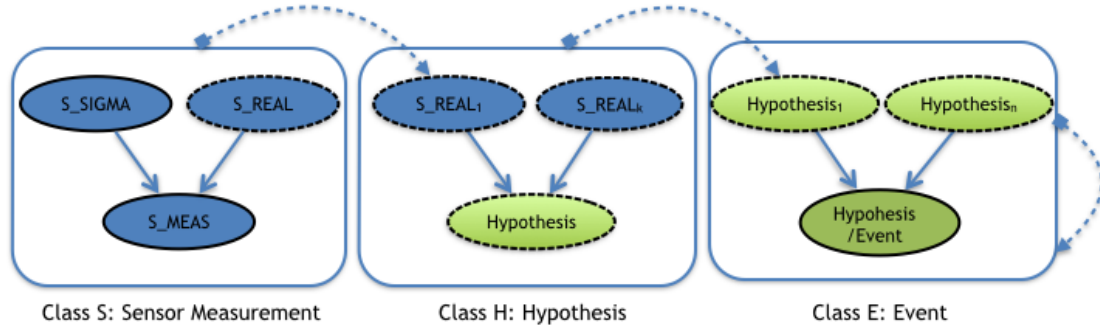 S_SIGMA
S_REAL
S_MEAS
Class S: Sensor Measurement
S_REAL₁
S_REALₖ
Hypothesis
Class H: Hypothesis
Hypothesis₁
Hypothesisₙ
Hypohesis
/Event
Class E: Event